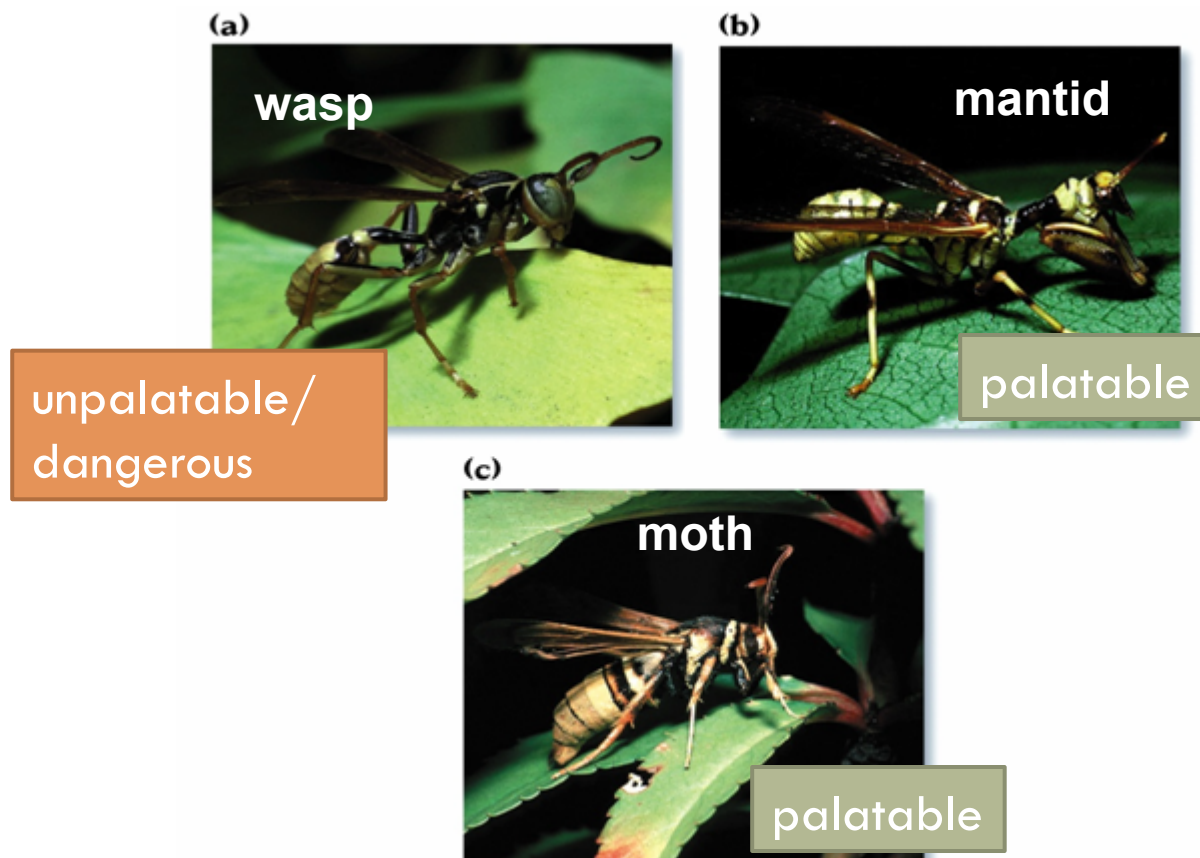 (a)
wasp
unpalatable/
dangerous
(b)
mantid
palatable
(c)
moth
palatable